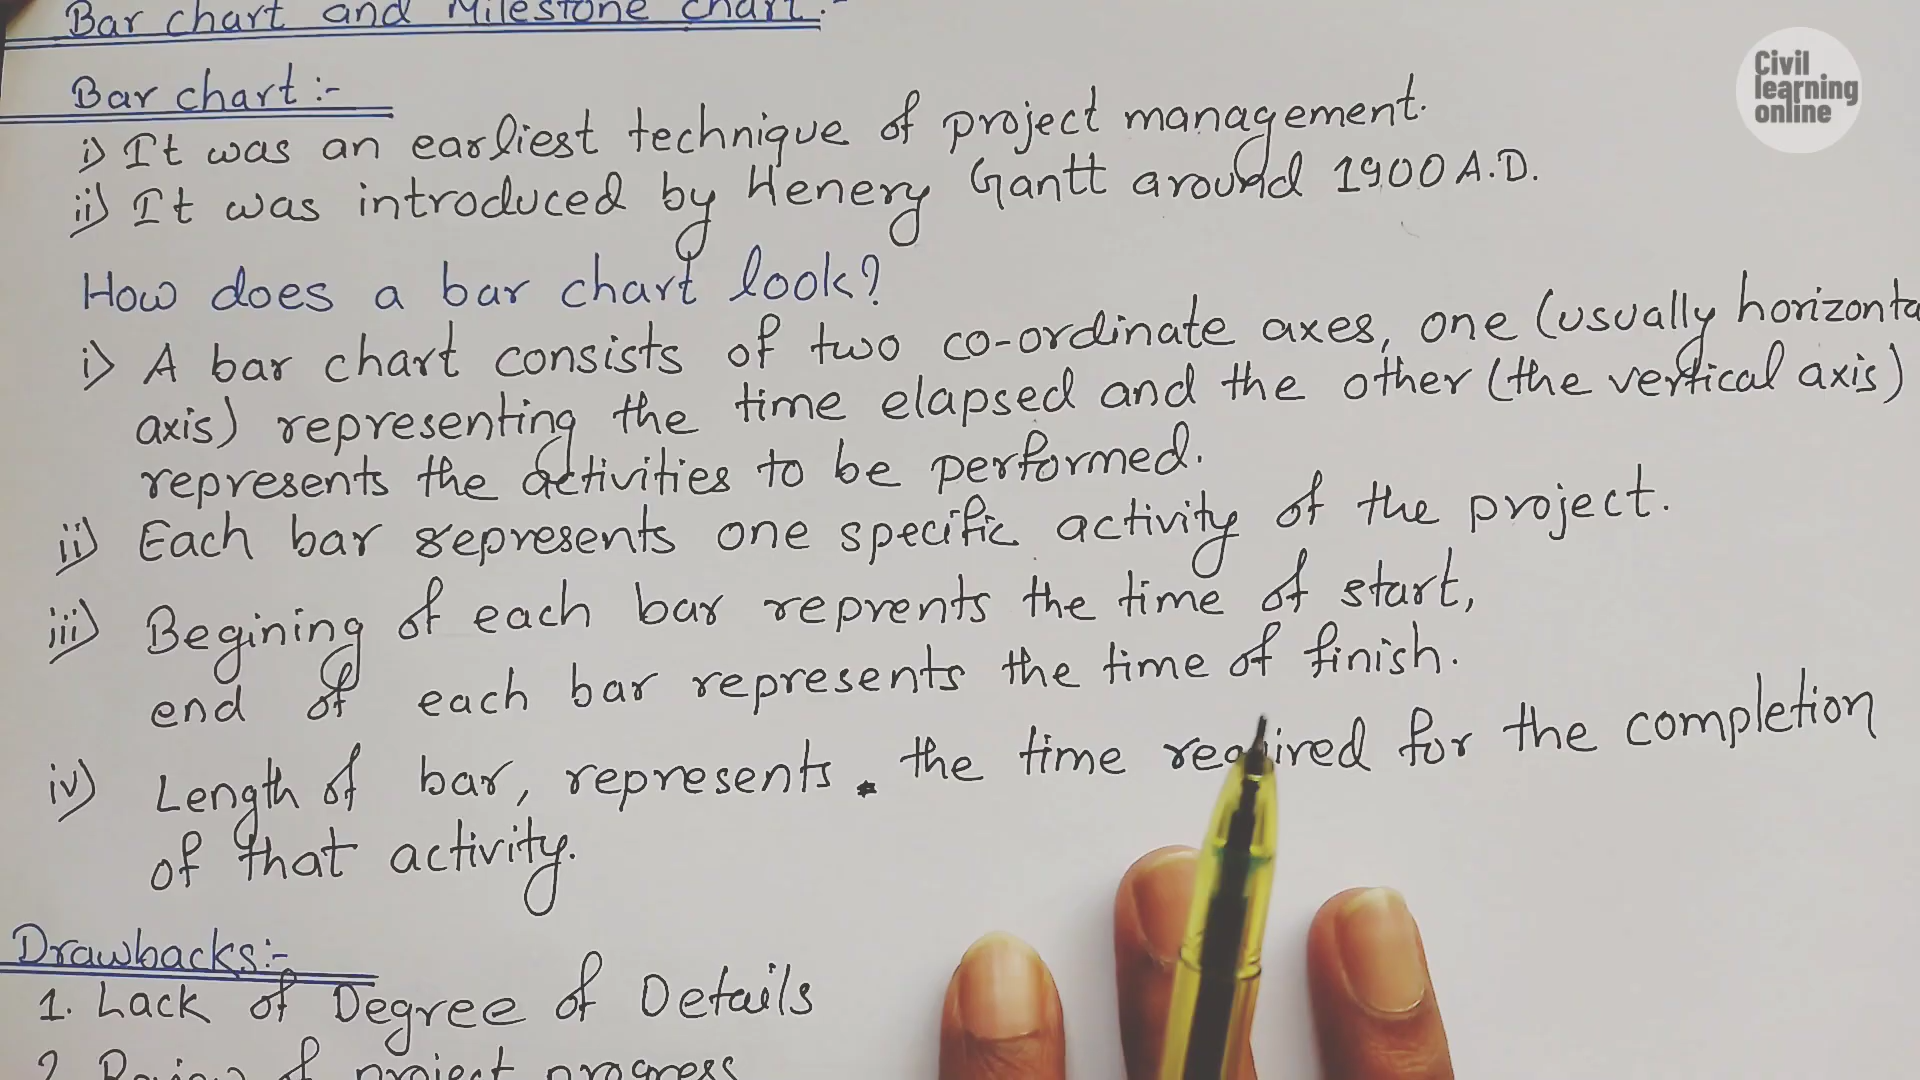 Bar chart and Milestone chart:-
Civil
learning
online
Bar chart :-
i) It was an earliest technique of project management.
ii) It was introduced by Henery Gantt around 1900 A.D.
How does a bar chart look?
i) A bar chart consists of two co-ordinate axes, one (usually horizonta
axis) representing the time elapsed and the other (the vertical axis)
represents the activities to be performed.
ii) Each bar represents one specific activity of the project.
iii) Begining of each bar reprents the time of start,
end of each bar represents the time of finish.
iv) Length of bar, represents. the time required for the completion
of that activity.
Drawbacks:-
1. Lack of Degree of Details
2. Review of project progress